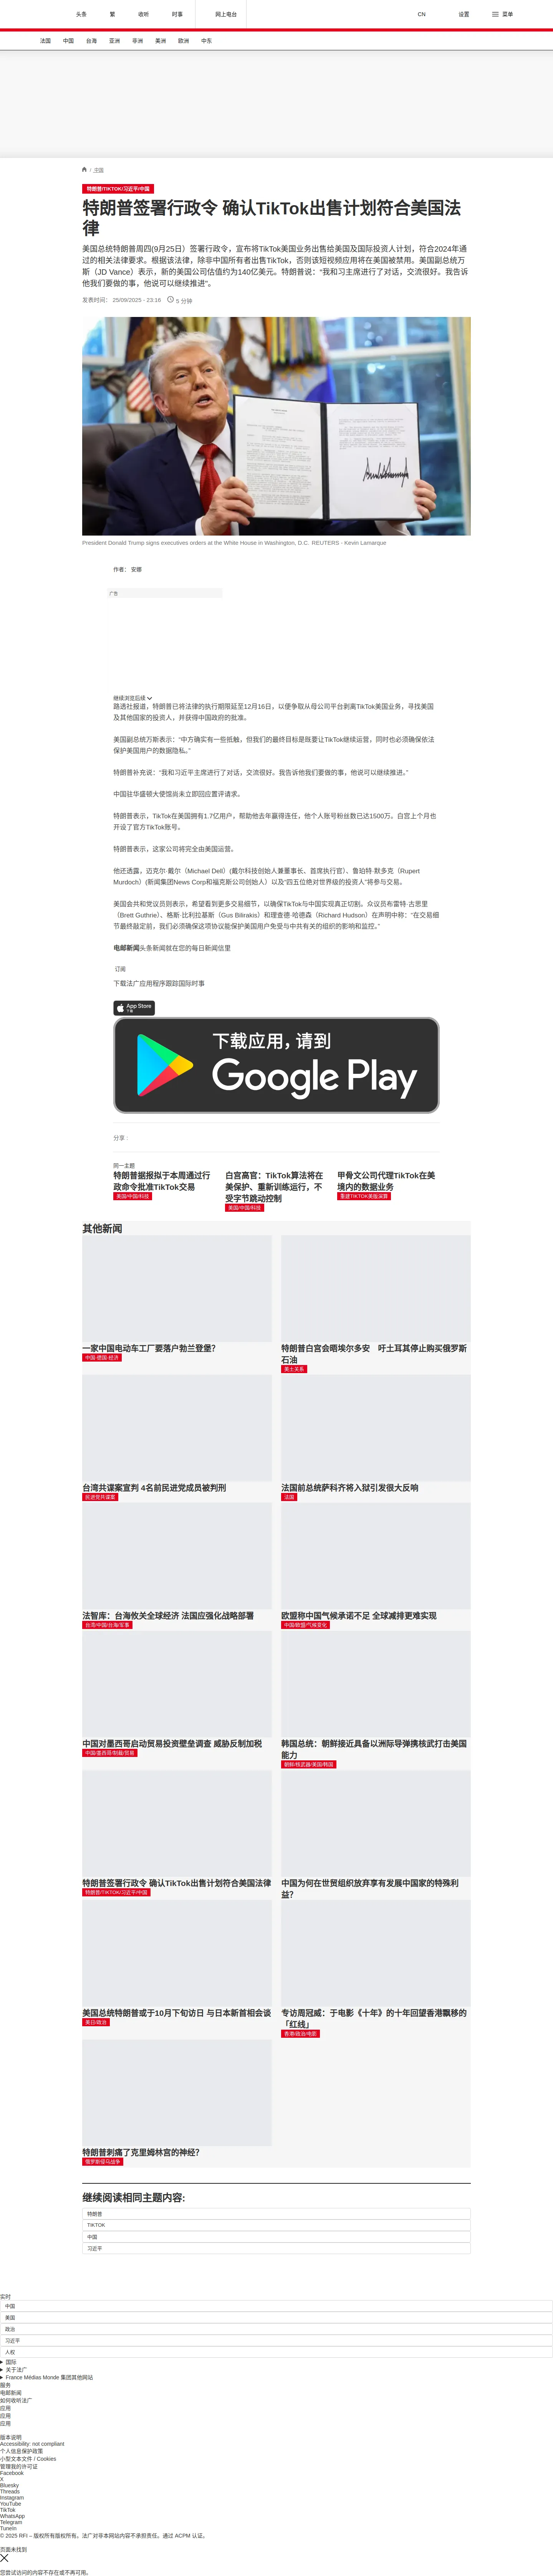 头条
繁
收听
时事
网上电台
CN
设置
菜单
法国
中国
台海
亚洲
非洲
美洲
欧洲
中东
/ 中国
特朗普/TIKTOK/习近平/中国
特朗普签署行政令 确认TikTok出售计划符合美国法
律
美国总统特朗普周四(9月25日）签署行政令，宣布将TikTok美国业务出售给美国及国际投资人计划，符合2024年通
过的相关法律要求。根据该法律，除非中国所有者出售TikTok，否则该短视频应用将在美国被禁用。美国副总统万
斯（JD Vance）表示，新的美国公司估值约为140亿美元。特朗普说：“我和习主席进行了对话，交流很好。我告诉
他我们要做的事，他说可以继续推进”。
发表时间： 25/09/2025 - 23:16
5 分钟
President Donald Trump signs executives orders at the White House in Washington, D.C. REUTERS - Kevin Lamarque
作者： 安娜
广告
继续浏览后续
路透社报道，特朗普已将法律的执行期限延至12月16日，以便争取从母公司平台剥离TikTok美国业务，寻找美国
及其他国家的投资人，并获得中国政府的批准。
美国副总统万斯表示：“中方确实有一些抵触，但我们的最终目标是既要让TikTok继续运营，同时也必须确保依法
保护美国用户的数据隐私。”
特朗普补充说：“我和习近平主席进行了对话，交流很好。我告诉他我们要做的事，他说可以继续推进。”
中国驻华盛顿大使馆尚未立即回应置评请求。
特朗普表示，TikTok在美国拥有1.7亿用户，帮助他去年赢得连任，他个人账号粉丝数已达1500万。白宫上个月也
开设了官方TikTok账号。
特朗普表示，这家公司将完全由美国运营。
他还透露，迈克尔·戴尔（Michael Dell）(戴尔科技创始人兼董事长、首席执行官）、鲁珀特·默多克（Rupert
Murdoch）(新闻集团News Corp和福克斯公司创始人）以及“四五位绝对世界级的投资人”将参与交易。
美国会共和党议员则表示，希望看到更多交易细节，以确保TikTok与中国实现真正切割。众议员布雷特·古思里
（Brett Guthrie）、格斯·比利拉基斯（Gus Bilirakis）和理查德·哈德森（Richard Hudson）在声明中称：“在交易细
节最终敲定前，我们必须确保这项协议能保护美国用户免受与中共有关的组织的影响和监控。”
电邮新闻头条新闻就在您的每日新闻信里
订阅
下载法广应用程序跟踪国际时事
App Store
下载
下载应用，请到
Google Play
分享 :
同一主题
特朗普据报拟于本周通过行
政命令批准TikTok交易
美国/中国/科技
白宫高官：TikTok算法将在
美保护、重新训练运行，不
受字节跳动控制
美国/中国/科技
甲骨文公司代理TikTok在美
境内的数据业务
重建TIKTOK美版演算
其他新闻
一家中国电动车工厂要落户勃兰登堡？
中国-德国-经济
特朗普白宫会晤埃尔多安 吁土耳其停止购买俄罗斯
石油
美土关系
台湾共谍案宣判 4名前民进党成员被判刑
民进党共谍案
法国前总统萨科齐将入狱引发很大反响
法国
法智库：台海攸关全球经济 法国应强化战略部署
台湾/中国/台海/军事
欧盟称中国气候承诺不足 全球减排更难实现
中国/欧盟/气候变化
中国对墨西哥启动贸易投资壁垒调查 威胁反制加税
中国/墨西哥/制裁/贸易
韩国总统：朝鲜接近具备以洲际导弹携核武打击美国
能力
朝鲜/核武器/美国/韩国
特朗普签署行政令 确认TikTok出售计划符合美国法律
特朗普/TIKTOK/习近平/中国
中国为何在世贸组织放弃享有发展中国家的特殊利
益？
美国总统特朗普或于10月下旬访日 与日本新首相会谈
美日/政治
专访周冠威：于电影《十年》的十年回望香港飘移的
「红线」
香港/政治/电影
特朗普刺痛了克里姆林宫的神经？
俄罗斯侵乌战争
继续阅读相同主题内容:
特朗普
TIKTOK
中国
习近平
实时
中国
美国
政治
习近平
人权
国际
关于法广
France Médias Monde 集团其他网站
服务
电邮新闻
如何收听法广
应用
应用
应用
版本说明
Accessibility: not compliant
个人信息保护政策
小型文本文件 / Cookies
管理我的许可证
Facebook
X
Bluesky
Threads
Instagram
YouTube
TikTok
WhatsApp
Telegram
TuneIn
© 2025 RFI – 版权所有版权所有。法广对非本网站内容不承担责任。通过 ACPM 认证。
页面未找到
您尝试访问的内容不存在或不再可用。